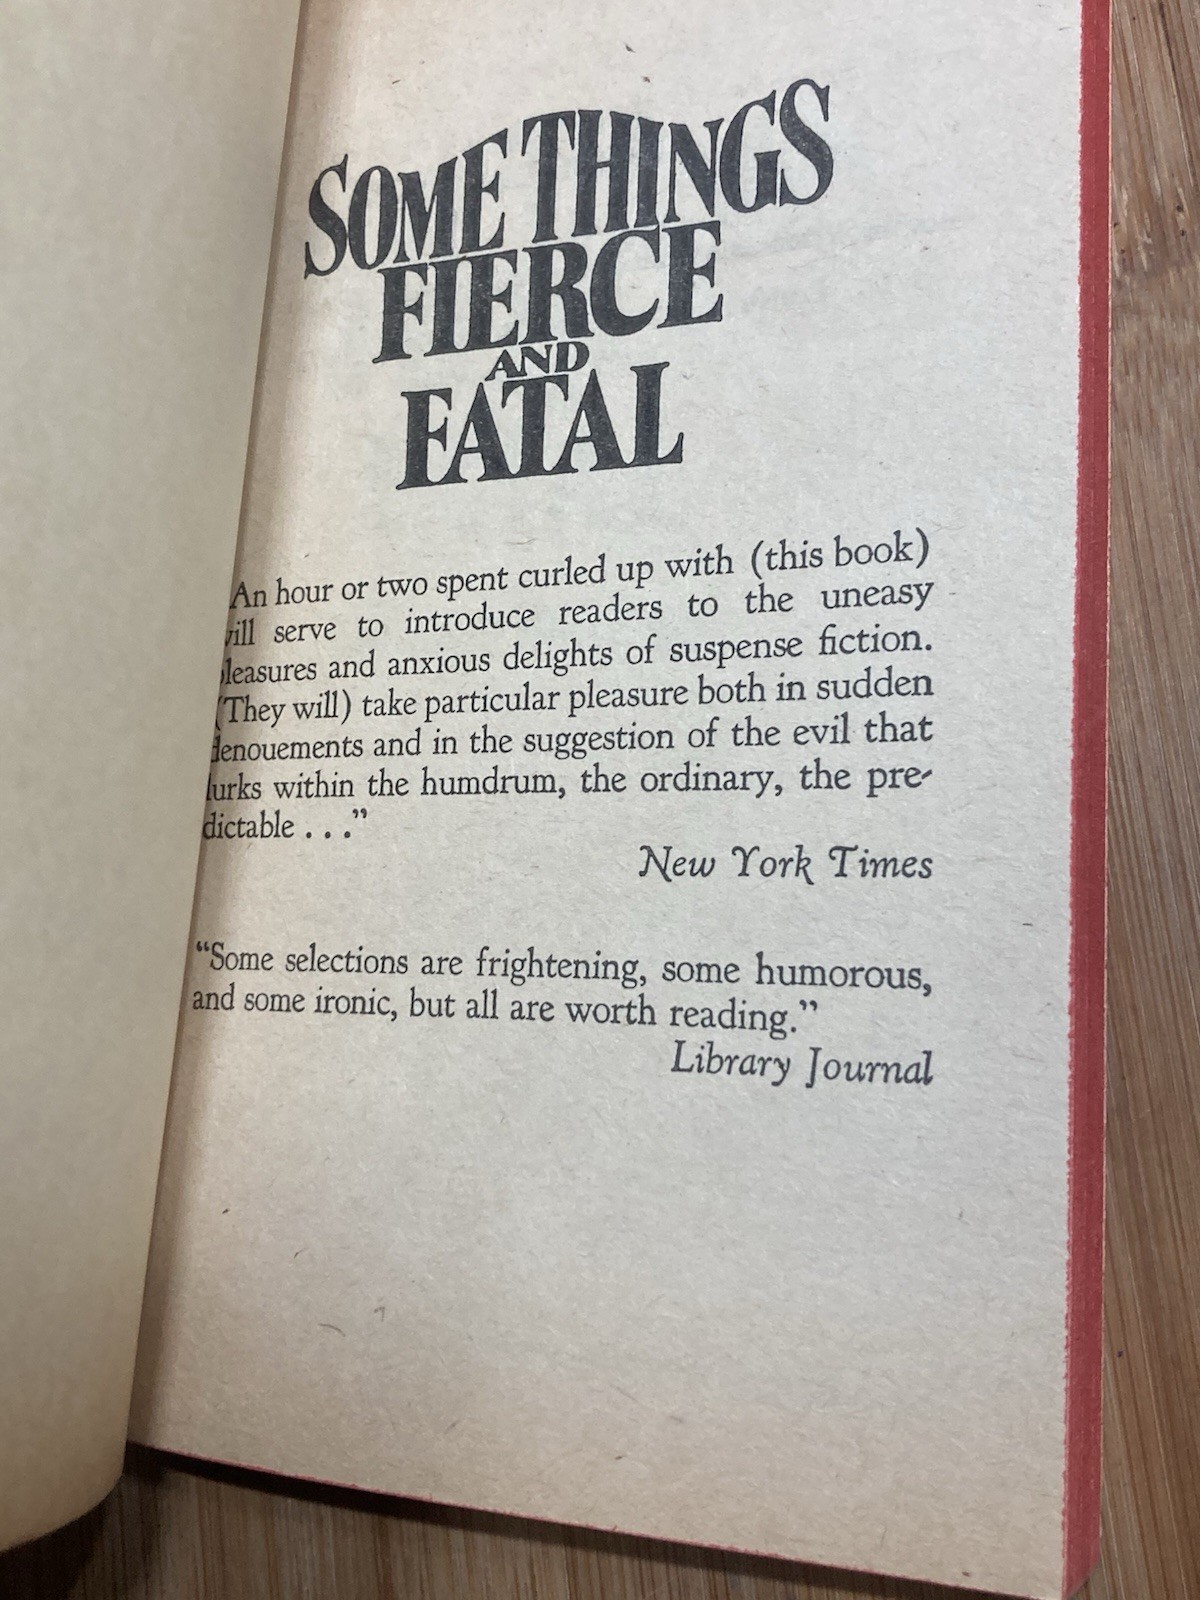 SOME THINGS
FIERCE
AND
FATAL
An hour or two spent curled up with (this book)
will serve to introduce readers to the uneasy
pleasures and anxious delights of suspense fiction.
(They will) take particular pleasure both in sudden
denouements and in the suggestion of the evil that
lurks within the humdrum, the ordinary, the pre-
dictable . . ."
New York Times
"Some selections are frightening, some humorous,
and some ironic, but all are worth reading."
Library Journal